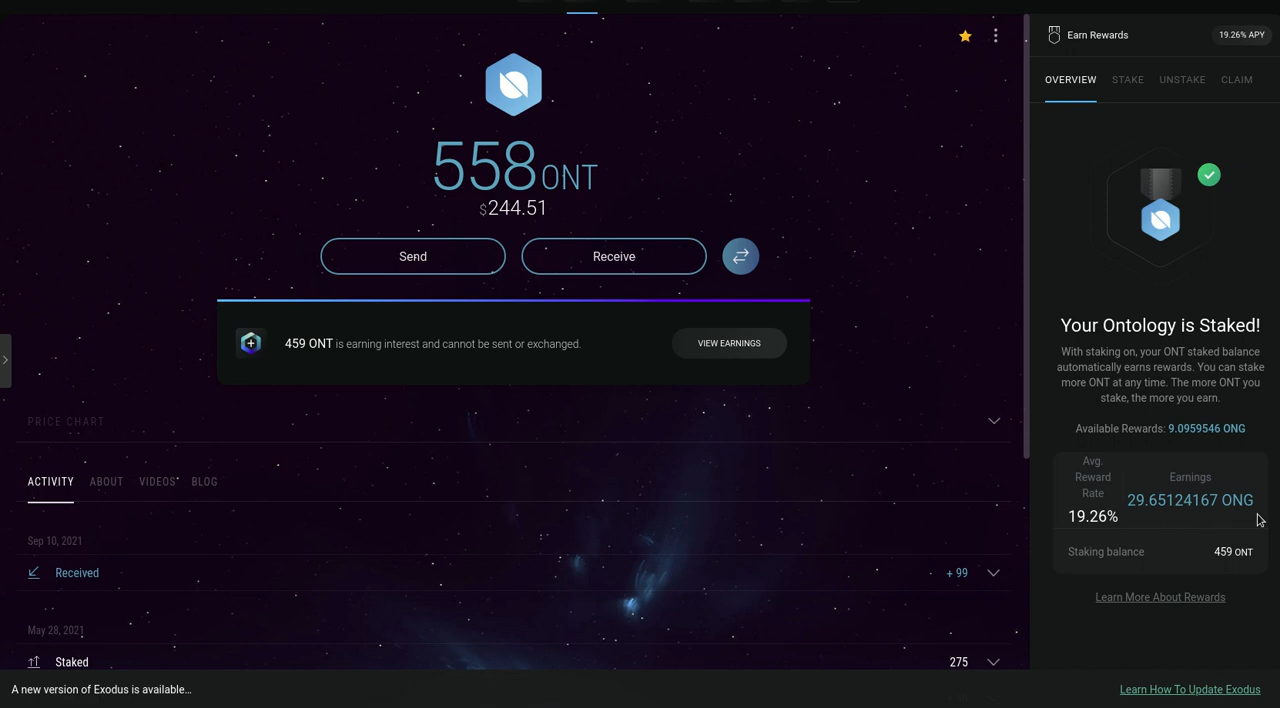 Earn Rewards
19.26% APY
OVERVIEW STAKE UNSTAKE CLAIM
558 ONT
$244.51
Send
Receive
459 ONT is earning interest and cannot be sent or exchanged.
VIEW EARNINGS
PRICE CHART
ACTIVITY ABOUT VIDEOS BLOG
Sep 10, 2021
Received
+ 99
May 28, 2021
Staked
275
Your Ontology is Staked!
With staking on, your ONT staked balance
automatically earns rewards. You can stake
more ONT at any time. The more ONT you
stake, the more you earn.
Available Rewards: 9.0959546 ONG
Avg.
Reward
Rate
19.26%
Earnings
29.65124167 ONG
Staking balance
459 ONT
Learn More About Rewards
A new version of Exodus is available...
Learn How To Update Exodus